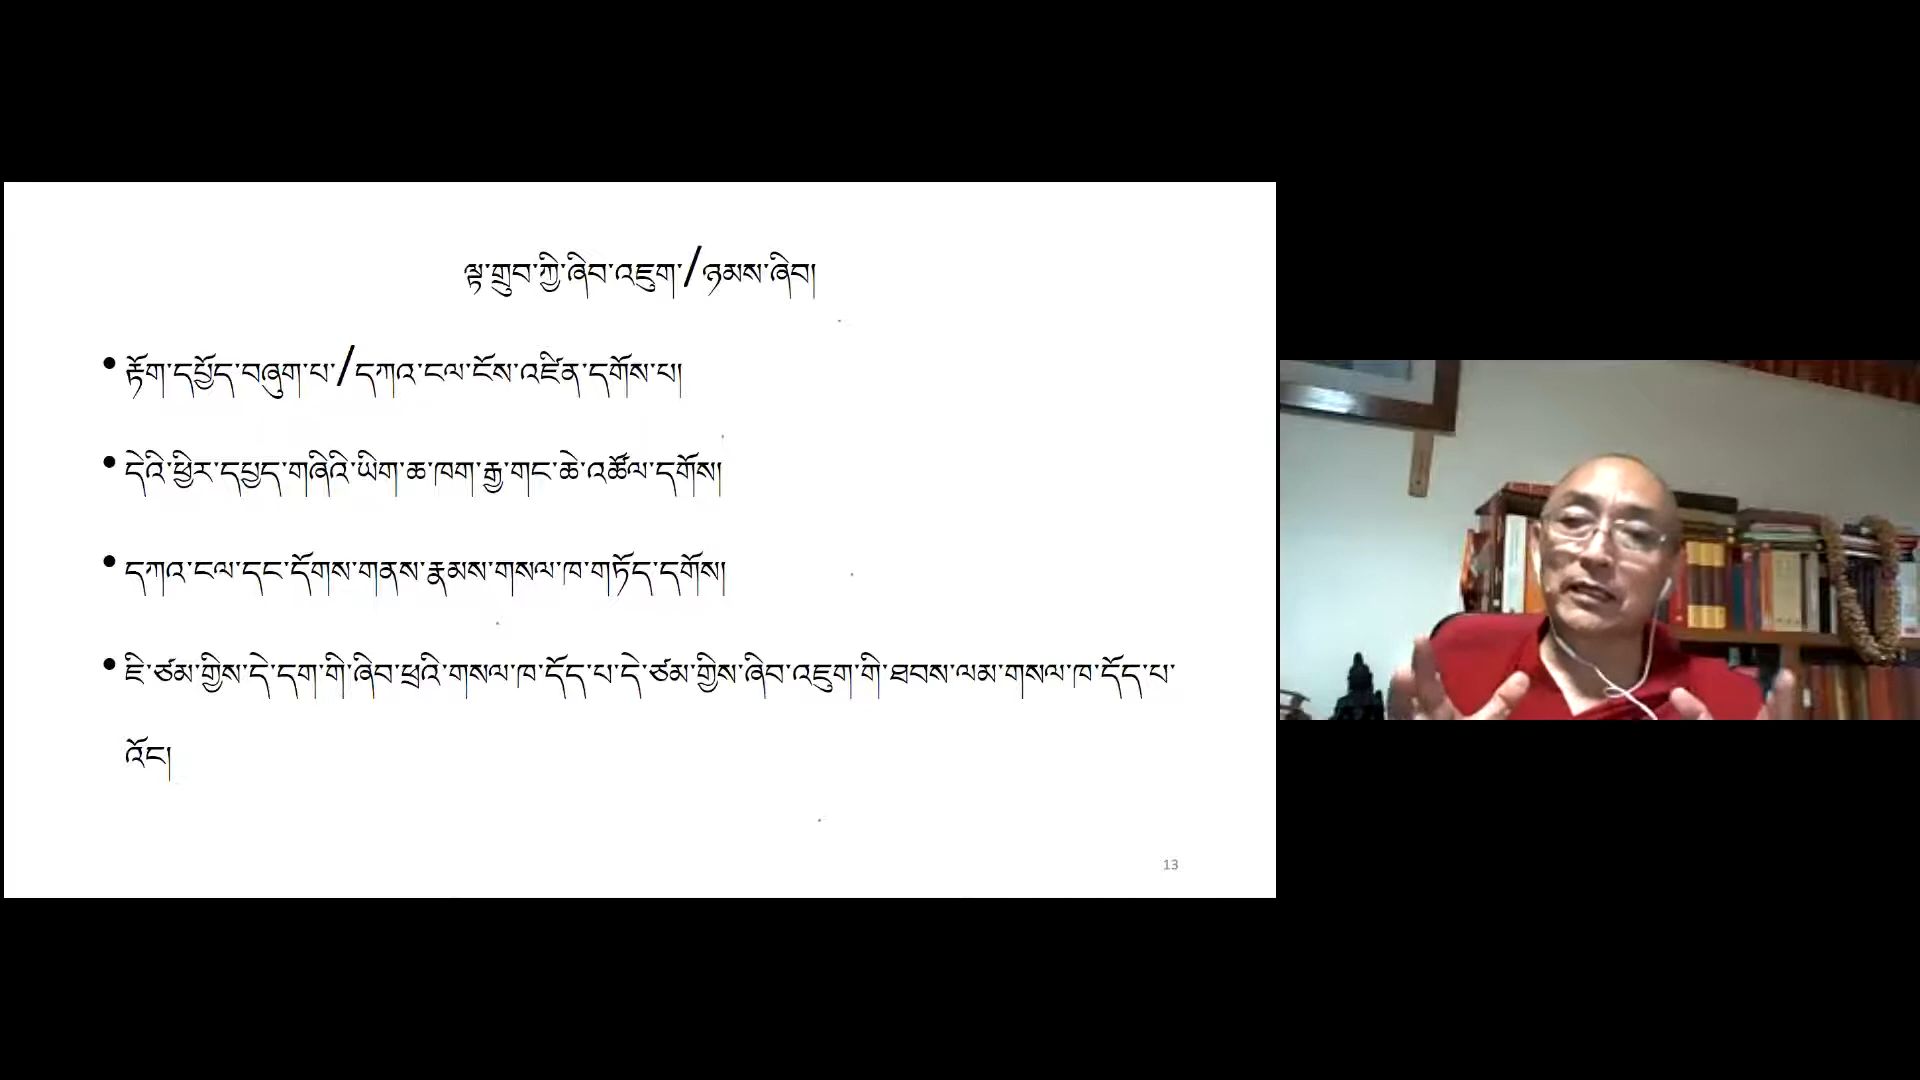 ལྟ་གྲུབ་ཀྱི་ཞིབ་འཇུག་/ཉམས་ཞིབ།
• རྟོག་དཔྱོད་བཞུག་པ་/དཀའ་ངལ་ངོས་འཛིན་དགོས་པ།
• དེའི་ཕྱིར་དཔྱད་གཞིའི་ཡིག་ཆ་ཁག་རྒྱ་གང་ཆེ་འཚོལ་དགོས།
• དཀའ་ངལ་དང་དོགས་གནས་རྣམས་གསལ་ཁ་གཏོད་དགོས།
• ཇི་ཙམ་གྱིས་དེ་དག་གི་ཞིབ་ཕྲའི་གསལ་ཁ་དོད་པ་དེ་ཙམ་གྱིས་ཞིབ་འཇུག་གི་ཐབས་ལམ་གསལ་ཁ་དོད་པ་
འོང།
13